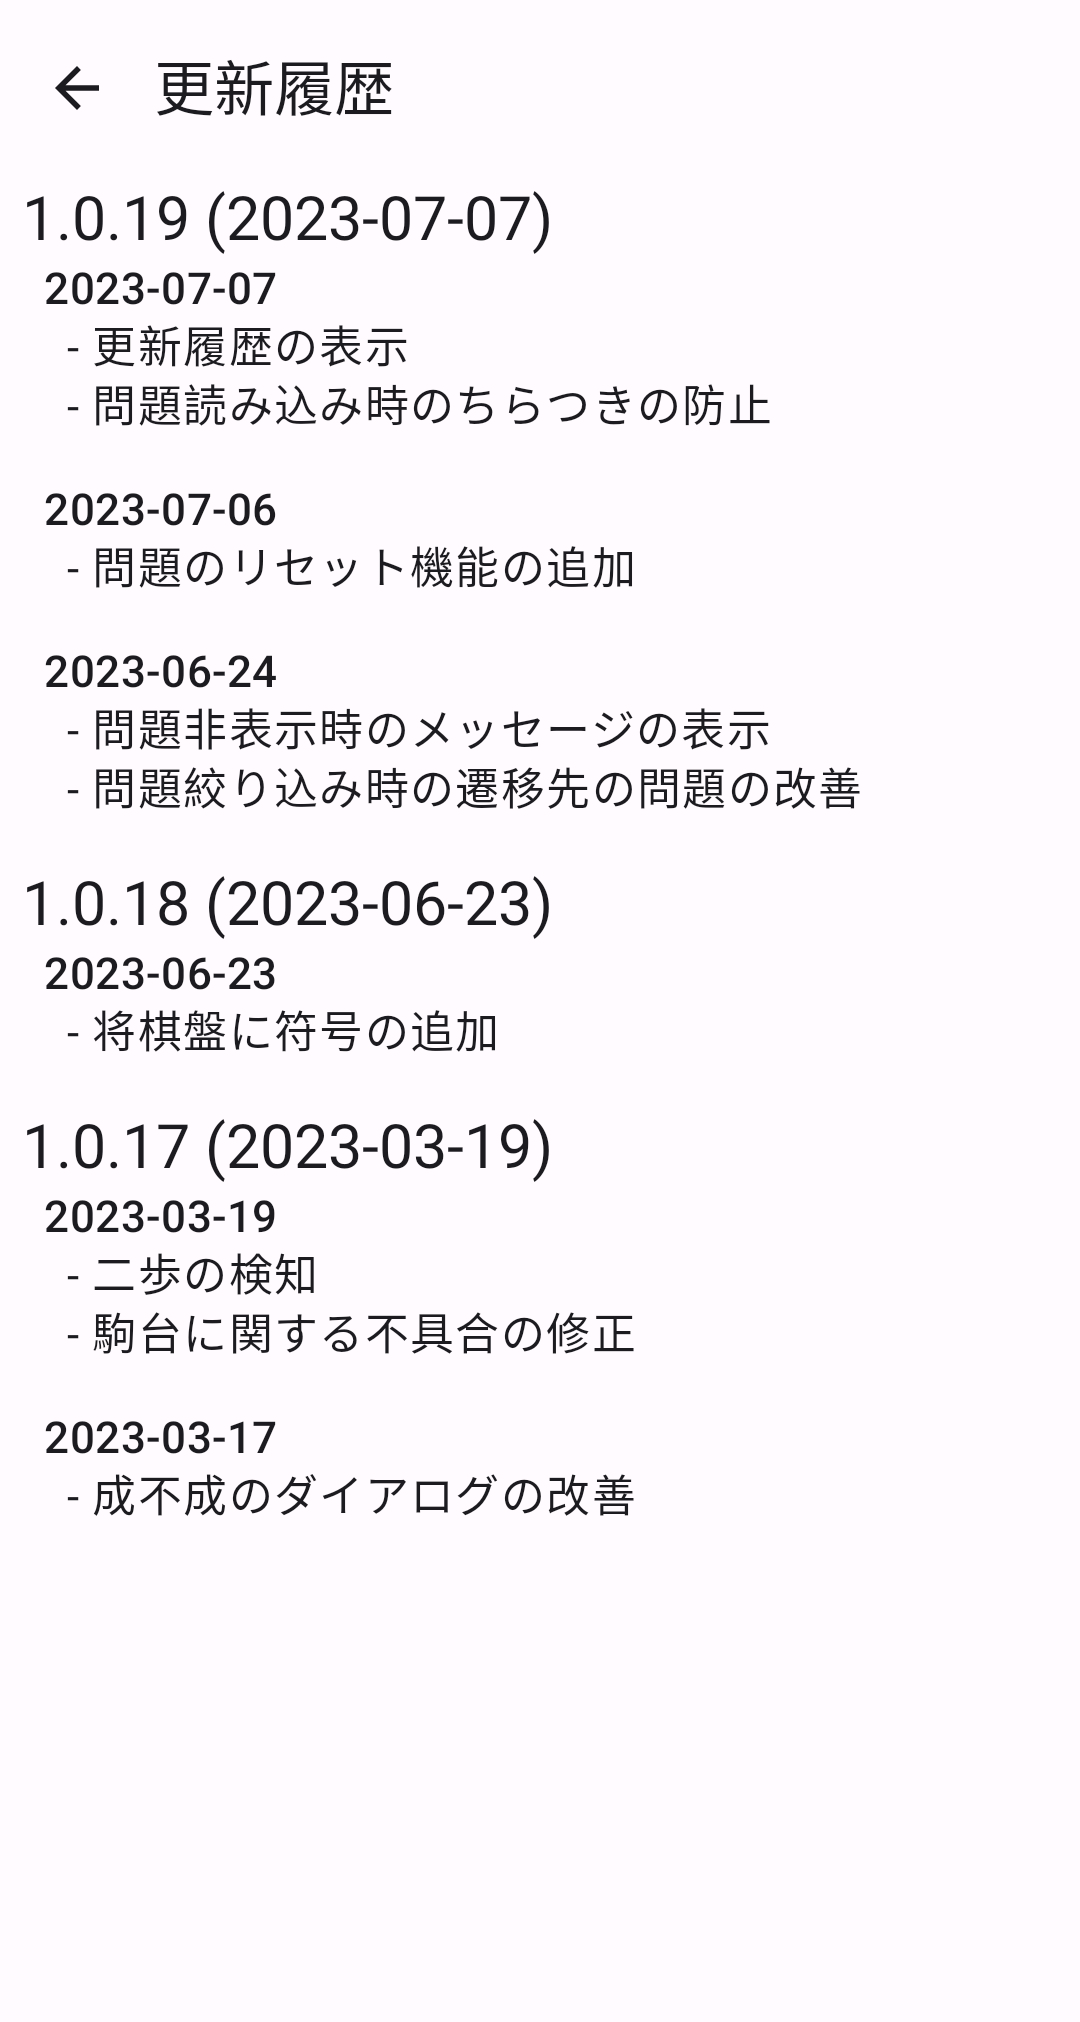 更新履歴
1.0.19 (2023-07-07)
2023-07-07
- 更新履歴の表示
- 問題読み込み時のちらつきの防止
2023-07-06
- 問題のリセット機能の追加
2023-06-24
- 問題非表示時のメッセージの表示
- 問題絞り込み時の遷移先の問題の改善
1.0.18 (2023-06-23)
2023-06-23
- 将棋盤に符号の追加
1.0.17 (2023-03-19)
2023-03-19
- 二歩の検知
- 駒台に関する不具合の修正
2023-03-17
- 成不成のダイアログの改善